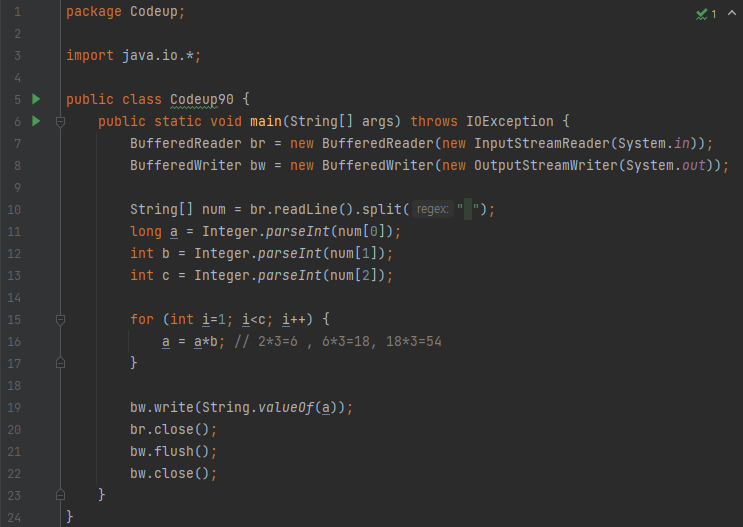 1 package Codeup;
2
3 import java.io.*;
4
5 public class Codeup90 {
6 public static void main(String[] args) throws IOException {
7 BufferedReader br = new BufferedReader(new InputStreamReader(System.in));
8 BufferedWriter bw = new BufferedWriter(new OutputStreamWriter(System.out));
9
10 String[] num = br.readLine().split( regex: " ");
11 long a = Integer.parseInt(num[0]);
12 int b = Integer.parseInt(num[1]);
13 int c = Integer.parseInt(num[2]);
14
15 for (int i=1; i<c; i++) {
16 a = a*b; // 2*3=6 , 6*3=18, 18*3=54
17 }
18
19 bw.write(String.valueOf(a));
20 br.close();
21 bw.flush();
22 bw.close();
23 }
24 }
1